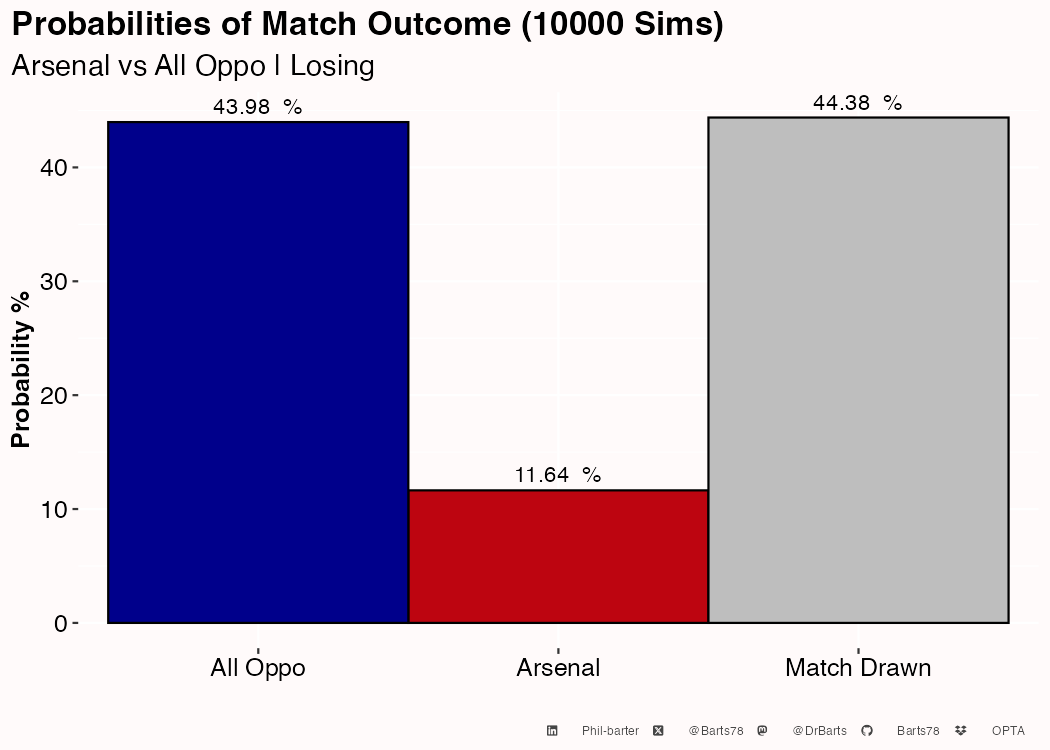 Probabilities of Match Outcome (10000 Sims)
Arsenal vs All Oppo | Losing
43.98 %
44.38 %
11.64 %
Probability %
40
30
20
10
0
All Oppo
Arsenal
Match Drawn
Phil-barter @Barts78 @DrBarts Barts78 OPTA